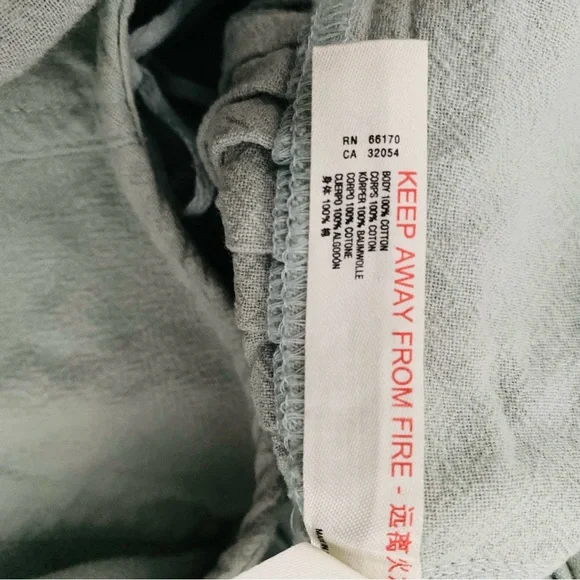 RN 66170
CA 32054
BODY 100% COTTON
CORPS 100% COTON
KÖRPER 100% BAUMWOLLE
CORPO 100% COTONE
CUERPO 100% ALGODÓN
身体 100% 棉
KEEP AWAY FROM FIRE - 远离火